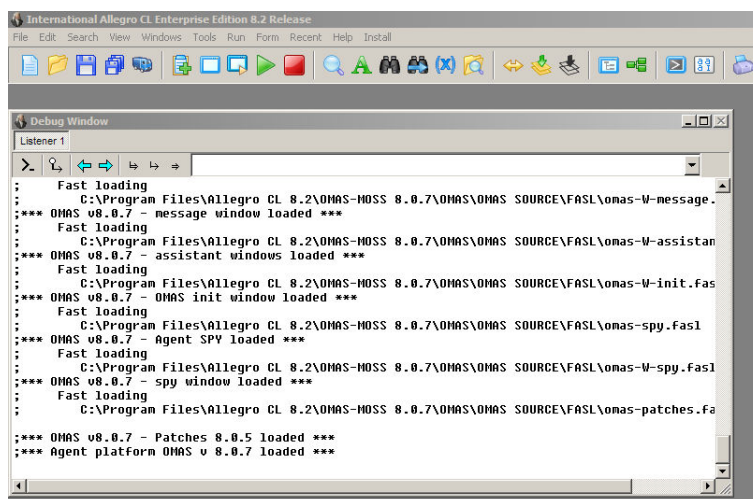 International Allegro CL Enterprise Edition 8.2 Release
File Edit Search View Windows Tools Run Form Recent Help Install
Debug Window
Listener 1
; Fast loading
; C:\Program Files\Allegro CL 8.2\OMAS-MOSS 8.0.7\OMAS\OMAS SOURCE\FASL\omas-W-message.
;*** OMAS v8.0.7 - message window loaded ***
; Fast loading
; C:\Program Files\Allegro CL 8.2\OMAS-MOSS 8.0.7\OMAS\OMAS SOURCE\FASL\omas-W-assistan
;*** OMAS v8.0.7 - assistant windows loaded ***
; Fast loading
; C:\Program Files\Allegro CL 8.2\OMAS-MOSS 8.0.7\OMAS\OMAS SOURCE\FASL\omas-W-init.fas
;*** OMAS v8.0.7 - OMAS init window loaded ***
; Fast loading
; C:\Program Files\Allegro CL 8.2\OMAS-MOSS 8.0.7\OMAS\OMAS SOURCE\FASL\omas-spy.fasl
;*** OMAS v8.0.7 - Agent SPY loaded ***
; Fast loading
; C:\Program Files\Allegro CL 8.2\OMAS-MOSS 8.0.7\OMAS\OMAS SOURCE\FASL\omas-W-spy.fasl
;*** OMAS v8.0.7 - spy window loaded ***
; Fast loading
; C:\Program Files\Allegro CL 8.2\OMAS-MOSS 8.0.7\OMAS\OMAS SOURCE\FASL\omas-patches.fa
;*** OMAS v8.0.7 - Patches 8.0.5 loaded ***
;*** Agent platform OMAS v 8.0.7 loaded ***